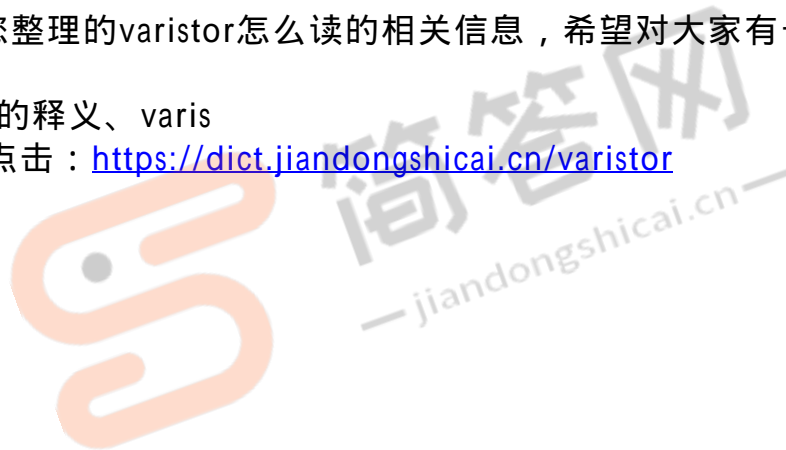 您整理的varistor怎么读的相关信息，希望对大家有
的释义、varis
点击：https://dict.jiandongshicai.cn/varistor
简答网
jiandongshicai.cn